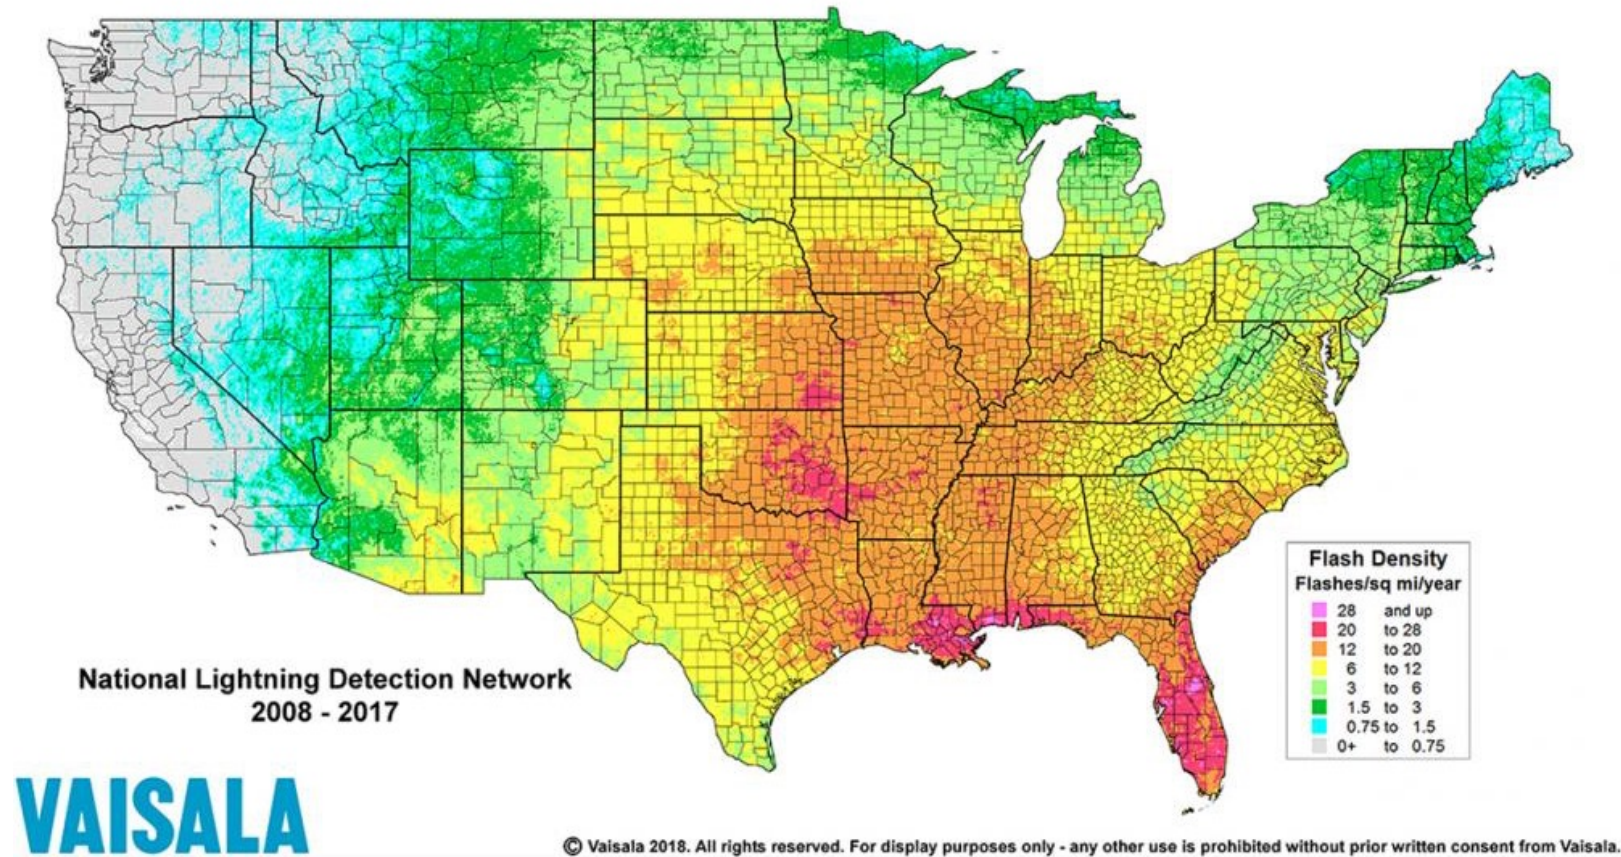 National Lightning Detection Network
2008 - 2017
Flash Density
Flashes/sq mi/year
28 and up
20 to 28
12 to 20
6 to 12
3 to 6
1.5 to 3
0.75 to 1.5
0+ to 0.75
VAISALA
© Vaisala 2018. All rights reserved. For display purposes only - any other use is prohibited without prior written consent from Vaisala.